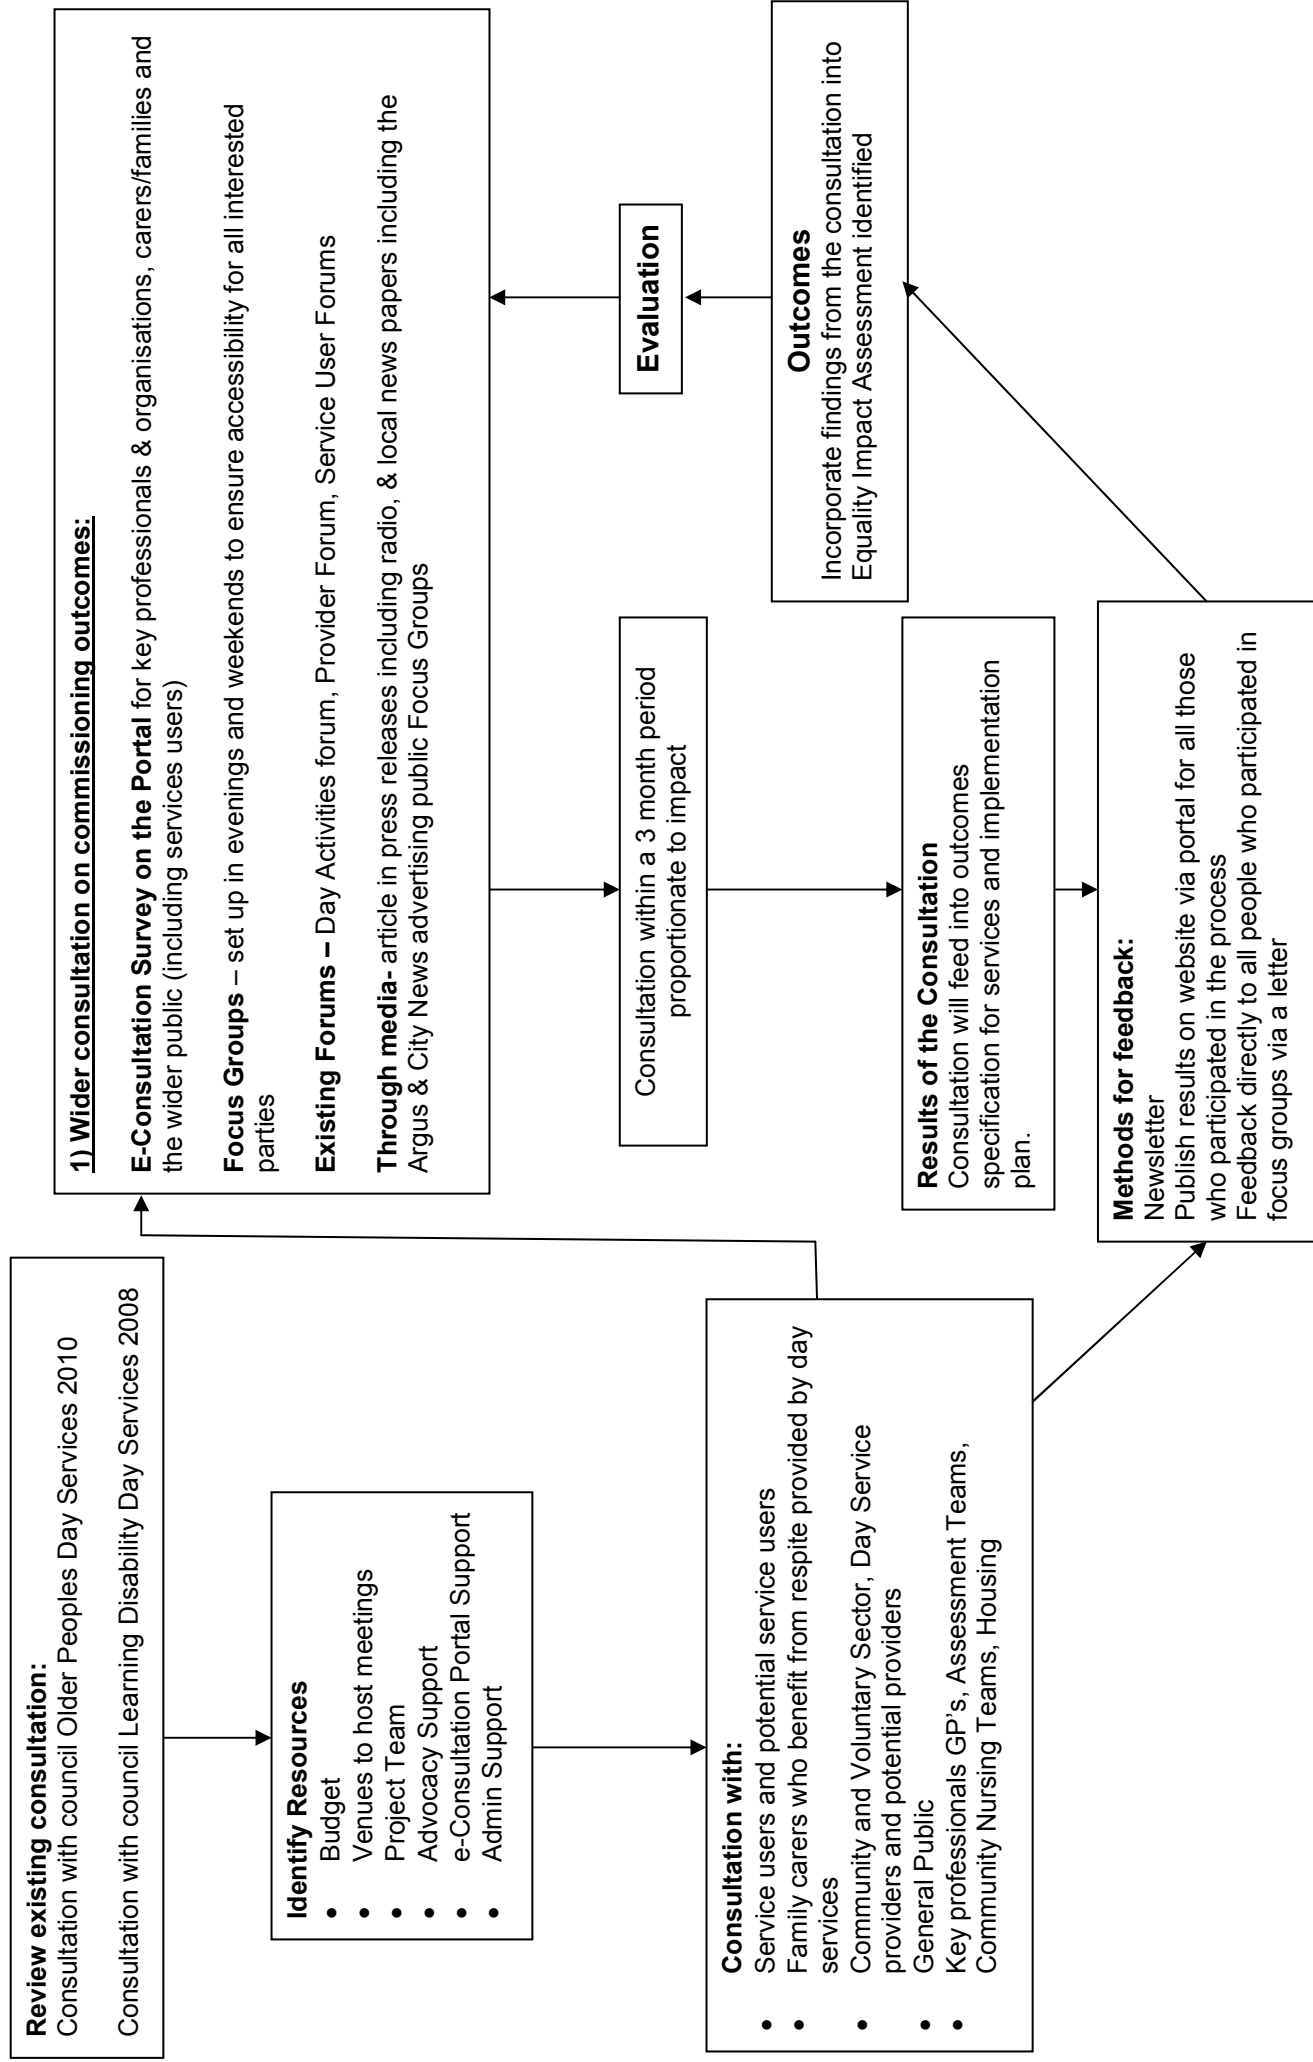 Review existing consultation:
Consultation with council Older Peoples Day Services 2010
Consultation with council Learning Disability Day Services 2008
Identify Resources
• Budget
• Venues to host meetings
• Project Team
• Advocacy Support
• e-Consultation Portal Support
• Admin Support
Consultation with:
• Service users and potential service users
• Family carers who benefit from respite provided by day
services
• Community and Voluntary Sector, Day Service
providers and potential providers
• General Public
• Key professionals GP's, Assessment Teams,
Community Nursing Teams, Housing
1) Wider consultation on commissioning outcomes:
E-Consultation Survey on the Portal for key professionals & organisations, carers/families and
the wider public (including services users)
Focus Groups – set up in evenings and weekends to ensure accessibility for all interested
parties
Existing Forums – Day Activities forum, Provider Forum, Service User Forums
Through media- article in press releases including radio, & local news papers including the
Argus & City News advertising public Focus Groups
Consultation within a 3 month period
proportionate to impact
Results of the Consultation
Consultation will feed into outcomes
specification for services and implementation
plan.
Methods for feedback:
Newsletter
Publish results on website via portal for all those
who participated in the process
Feedback directly to all people who participated in
focus groups via a letter
Outcomes
Incorporate findings from the consultation into
Equality Impact Assessment identified
Evaluation